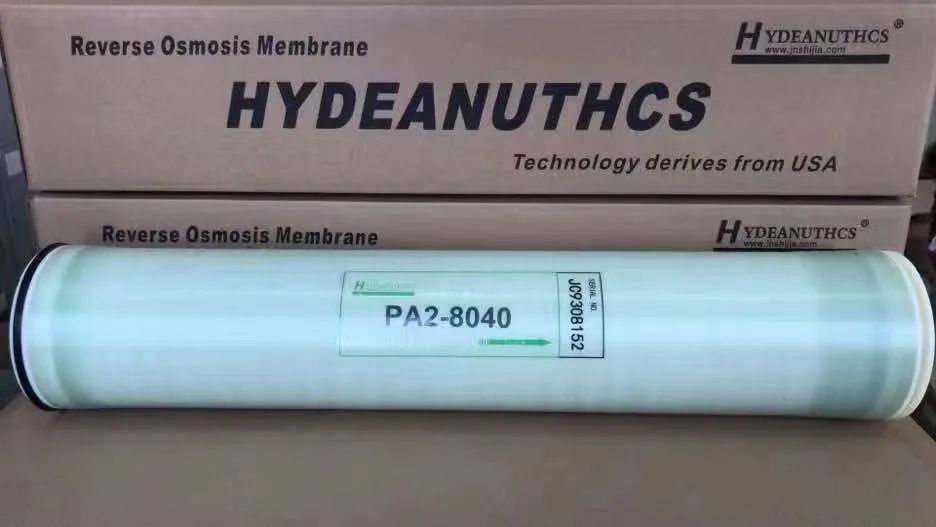 Reverse Osmosis Membrane
HYDEANUTHCS®
www.jnshijia.com
HYDEANUTHCS
Technology derives from USA
Reverse Osmosis Membrane
HYDEANUTHCS®
www.jnshijia.com
PA2-8040
SERIAL NO.
J09308152